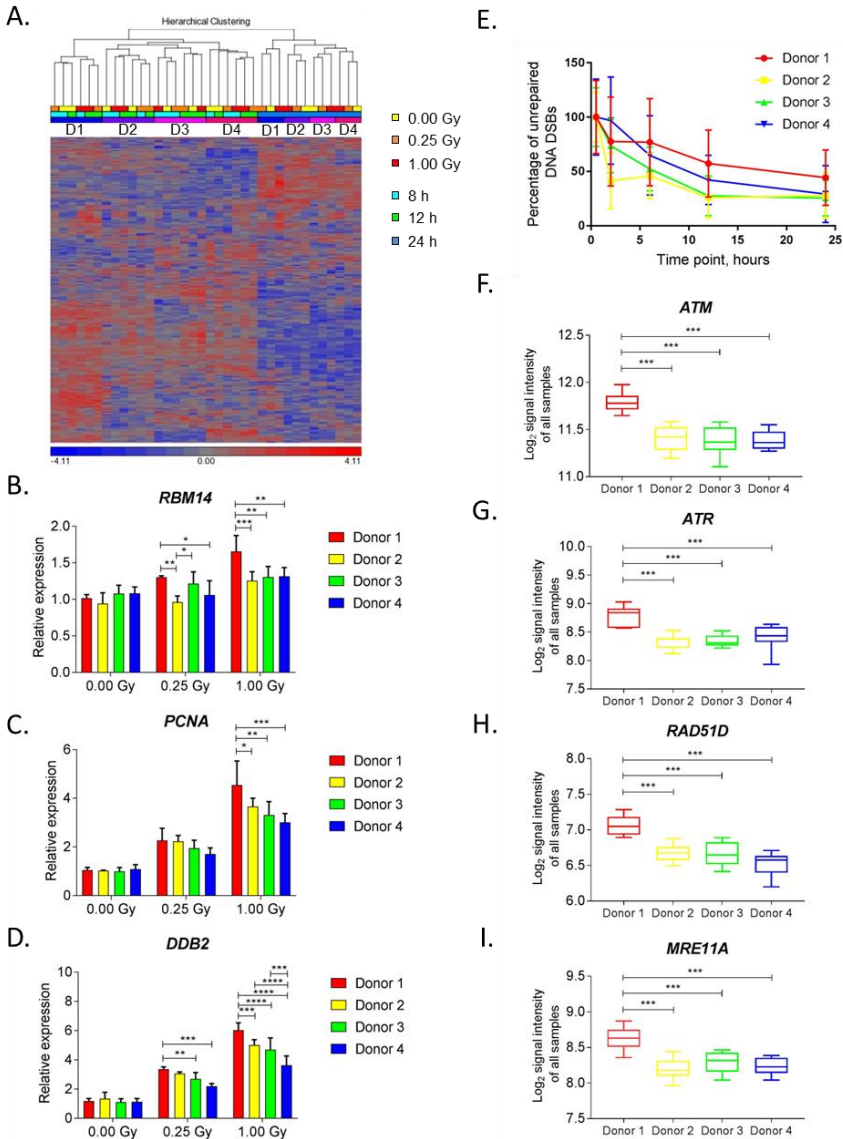 A.
Hierarchical Clustering
D1 D2 D3 D4 D1 D2 D3 D4
0.00 Gy
0.25 Gy
1.00 Gy
8 h
12 h
24 h
-4.11 0.00 4.11
B.
RBM14
Relative expression
2.0
1.5
1.0
0.5
0.0
* * ** ** ** ***
0.00 Gy 0.25 Gy 1.00 Gy
Donor 1
Donor 2
Donor 3
Donor 4
C.
PCNA
Relative expression
6
4
2
0
*** ** *
0.00 Gy 0.25 Gy 1.00 Gy
Donor 1
Donor 2
Donor 3
Donor 4
D.
DDB2
Relative expression
10
8
6
4
2
0
*** ** *** **** **** **** ***
0.00 Gy 0.25 Gy 1.00 Gy
Donor 1
Donor 2
Donor 3
Donor 4
E.
Percentage of unrepaired
DNA DSBs
150
100
50
0
0 5 10 15 20 25
Time point, hours
Donor 1
Donor 2
Donor 3
Donor 4
F.
ATM
Log2 signal intensity
of all samples
12.5
12.0
11.5
11.0
***
***
***
Donor 1 Donor 2 Donor 3 Donor 4
G.
ATR
Log2 signal intensity
of all samples
10.0
9.5
9.0
8.5
8.0
7.5
***
***
***
Donor 1 Donor 2 Donor 3 Donor 4
H.
RAD51D
Log2 signal intensity
of all samples
8.0
7.5
7.0
6.5
6.0
***
***
***
Donor 1 Donor 2 Donor 3 Donor 4
I.
MRE11A
Log2 signal intensity
of all samples
9.5
9.0
8.5
8.0
7.5
***
***
***
Donor 1 Donor 2 Donor 3 Donor 4